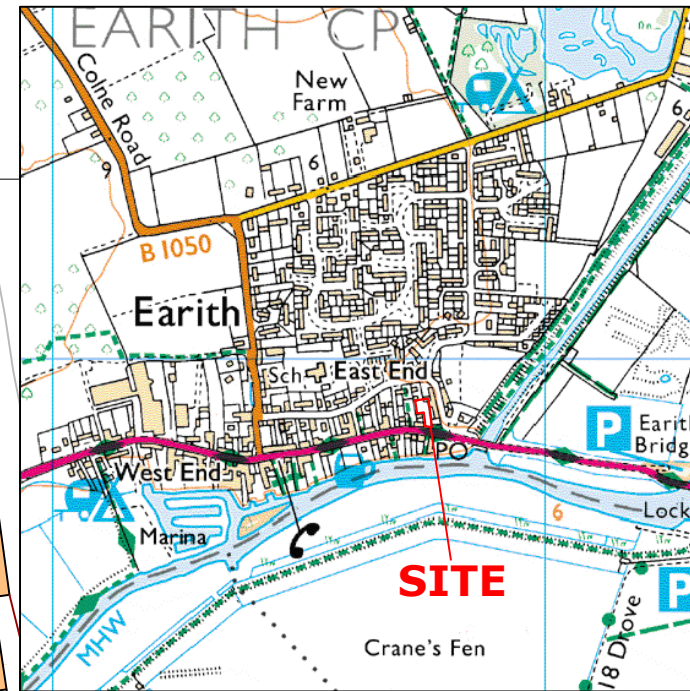 EARITH CP
Colne Road
New
Farm
6
6
9
B 1050
Earith
Sch
East End
P
Earith
Bridg
PO
West End
Marina
6
Lock
SITE
P
MHW
Crane's Fen
18 Drove